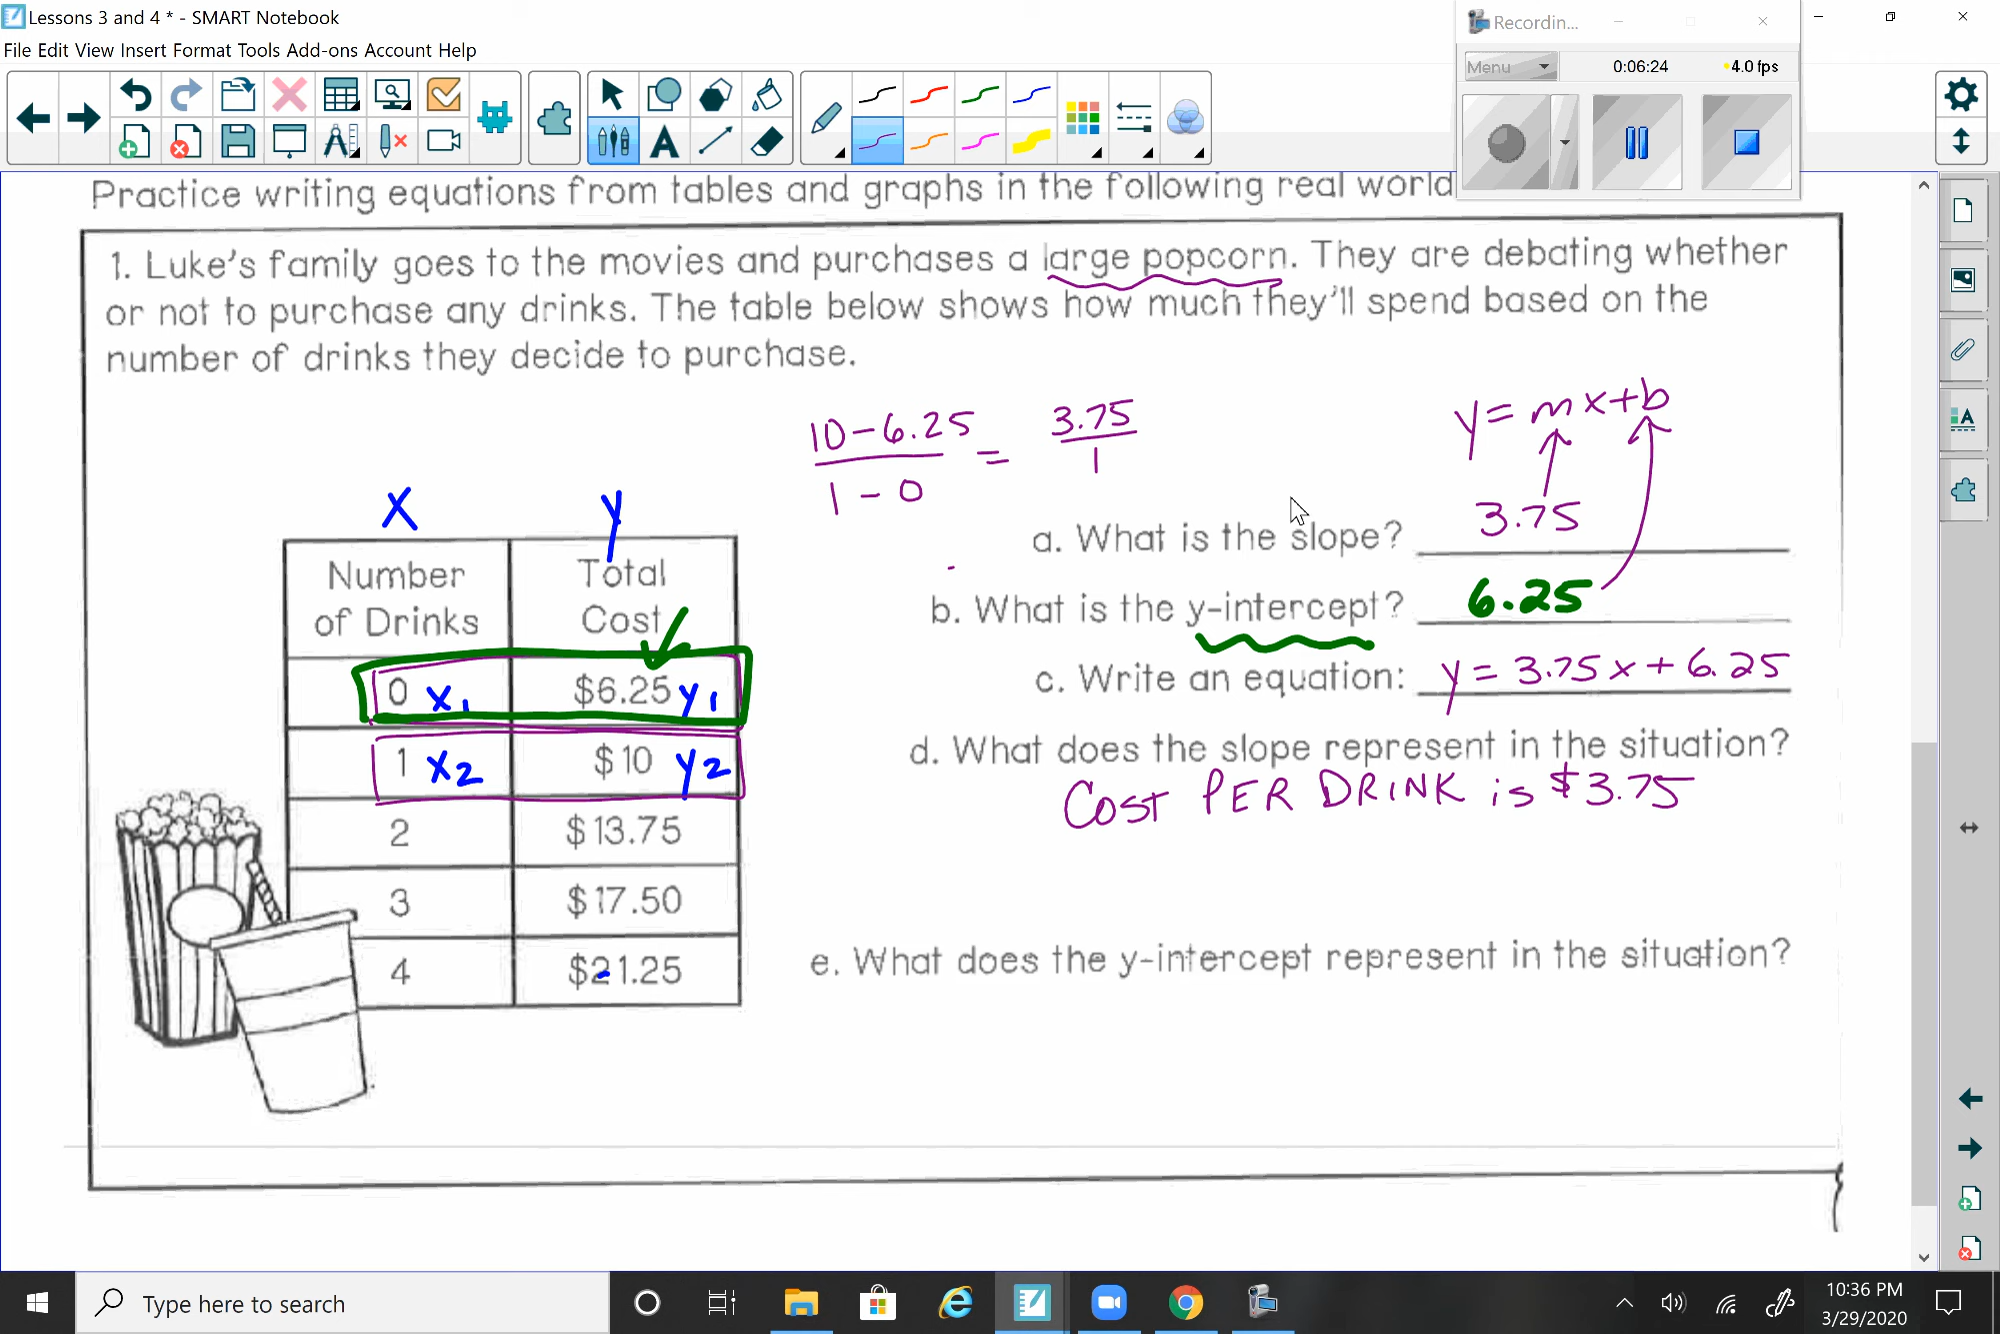 Lessons 3 and 4 * - SMART Notebook
File Edit View Insert Format Tools Add-ons Account Help
Recordin...
Menu
0:06:24
4.0 fps
Practice writing equations from tables and graphs in the following real world
1. Luke's family goes to the movies and purchases a large popcorn. They are debating whether
or not to purchase any drinks. The table below shows how much they'll spend based on the
number of drinks they decide to purchase.
10-6.25 = 3.75
1-0 1
y = mx+b
X y
Number of Drinks Total Cost
0 x1 $6.25 y1
1 x2 $10 y2
2 $13.75
3 $17.50
4 $21.25
a. What is the slope? 3.75
b. What is the y-intercept? 6.25
c. Write an equation: y = 3.75x + 6.25
d. What does the slope represent in the situation?
COST PER DRINK is $3.75
e. What does the y-intercept represent in the situation?
Type here to search
10:36 PM
3/29/2020